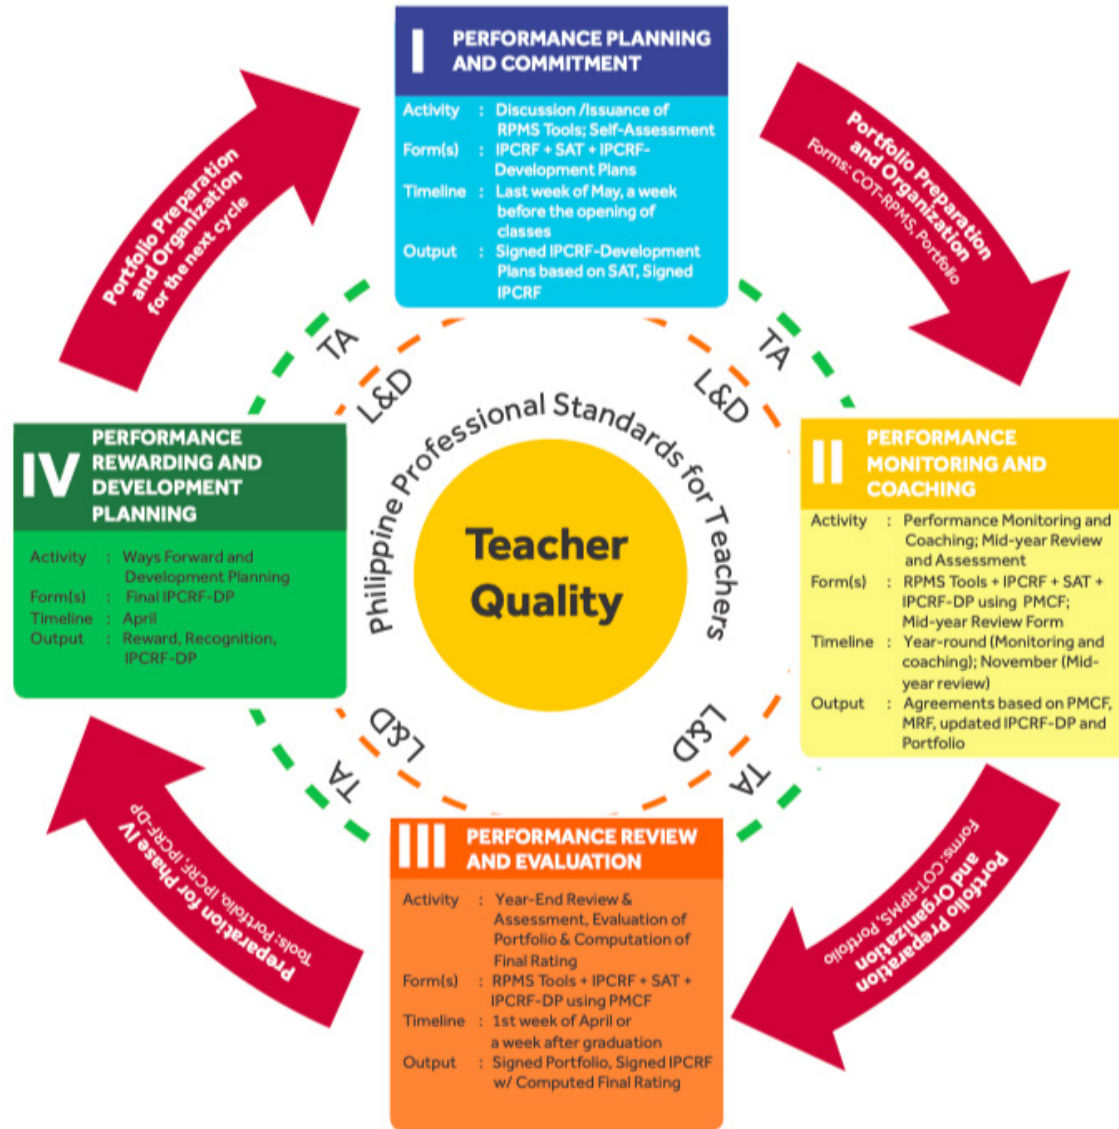 I
PERFORMANCE PLANNING
AND COMMITMENT
Activity : Discussion /Issuance of
RPMS Tools; Self-Assessment
Form(s) : IPCRF + SAT + IPCRF-
Development Plans
Timeline : Last week of May, a week
before the opening of
classes
Output : Signed IPCRF-Development
Plans based on SAT, Signed
IPCRF
Portfolio Preparation
and Organization
Forms: COT-RPMS, Portfolio
TA
L&D
II
PERFORMANCE
MONITORING AND
COACHING
Activity : Performance Monitoring and
Coaching; Mid-year Review
and Assessment
Form(s) : RPMS Tools + IPCRF + SAT +
IPCRF-DP using PMCF;
Mid-year Review Form
Timeline : Year-round (Monitoring and
coaching); November (Mid-
year review)
Output : Agreements based on PMCF,
MRF, updated IPCRF-DP and
Portfolio
Portfolio Preparation
and Organization
Forms: COT-RPMS, Portfolio
L&D
TA
III
PERFORMANCE REVIEW
AND EVALUATION
Activity : Year-End Review &
Assessment, Evaluation of
Portfolio & Computation of
Final Rating
Form(s) : RPMS Tools + IPCRF + SAT +
IPCRF-DP using PMCF
Timeline : 1st week of April or
a week after graduation
Output : Signed Portfolio, Signed IPCRF
w/ Computed Final Rating
Preparation for Phase IV
Tools: Portfolio, IPCRF, IPCRF-DP
L&D
TA
IV
PERFORMANCE
REWARDING AND
DEVELOPMENT
PLANNING
Activity : Ways Forward and
Development Planning
Form(s) : Final IPCRF-DP
Timeline : April
Output : Reward, Recognition,
IPCRF-DP
Portfolio Preparation
and Organization
for the next cycle
TA
L&D
Philippine Professional Standards for Teachers
Teacher
Quality